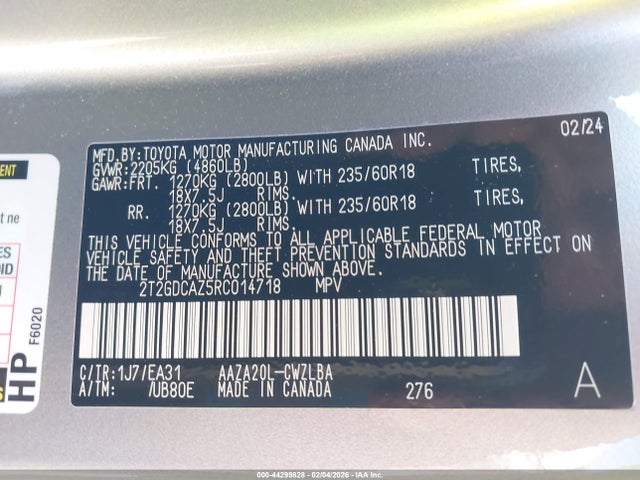 MFD.BY:TOYOTA MOTOR MANUFACTURING CANADA INC. 02/24
GVWR:2205KG (4860LB)
GAWR:FRT. 1270KG (2800LB) WITH 235/60R18 TIRES,
18X7.5J RIMS.
RR. 1270KG (2800LB) WITH 235/60R18 TIRES,
18X7.5J RIMS.
THIS VEHICLE CONFORMS TO ALL APPLICABLE FEDERAL MOTOR
VEHICLE SAFETY AND THEFT PREVENTION STANDARDS IN EFFECT ON
THE DATE OF MANUFACTURE SHOWN ABOVE.
2T2GDCAZ5RC014718 MPV
C/TR:1J7/EA31 AAZA20L-CWZLBA
A/TM: /UB80E MADE IN CANADA 276 A
HP F6020
000-44299828 - 02/04/2026 - IAA Inc.